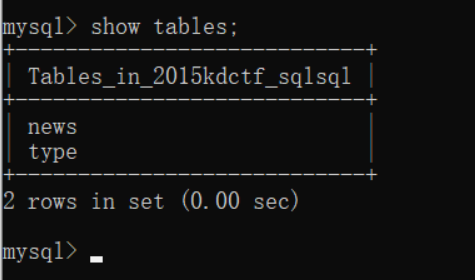 mysql> show tables;
+----------------------------+
| Tables_in_2015kdctf_sqlsql |
+----------------------------+
| news                       |
| type                       |
+----------------------------+
2 rows in set (0.00 sec)
mysql>